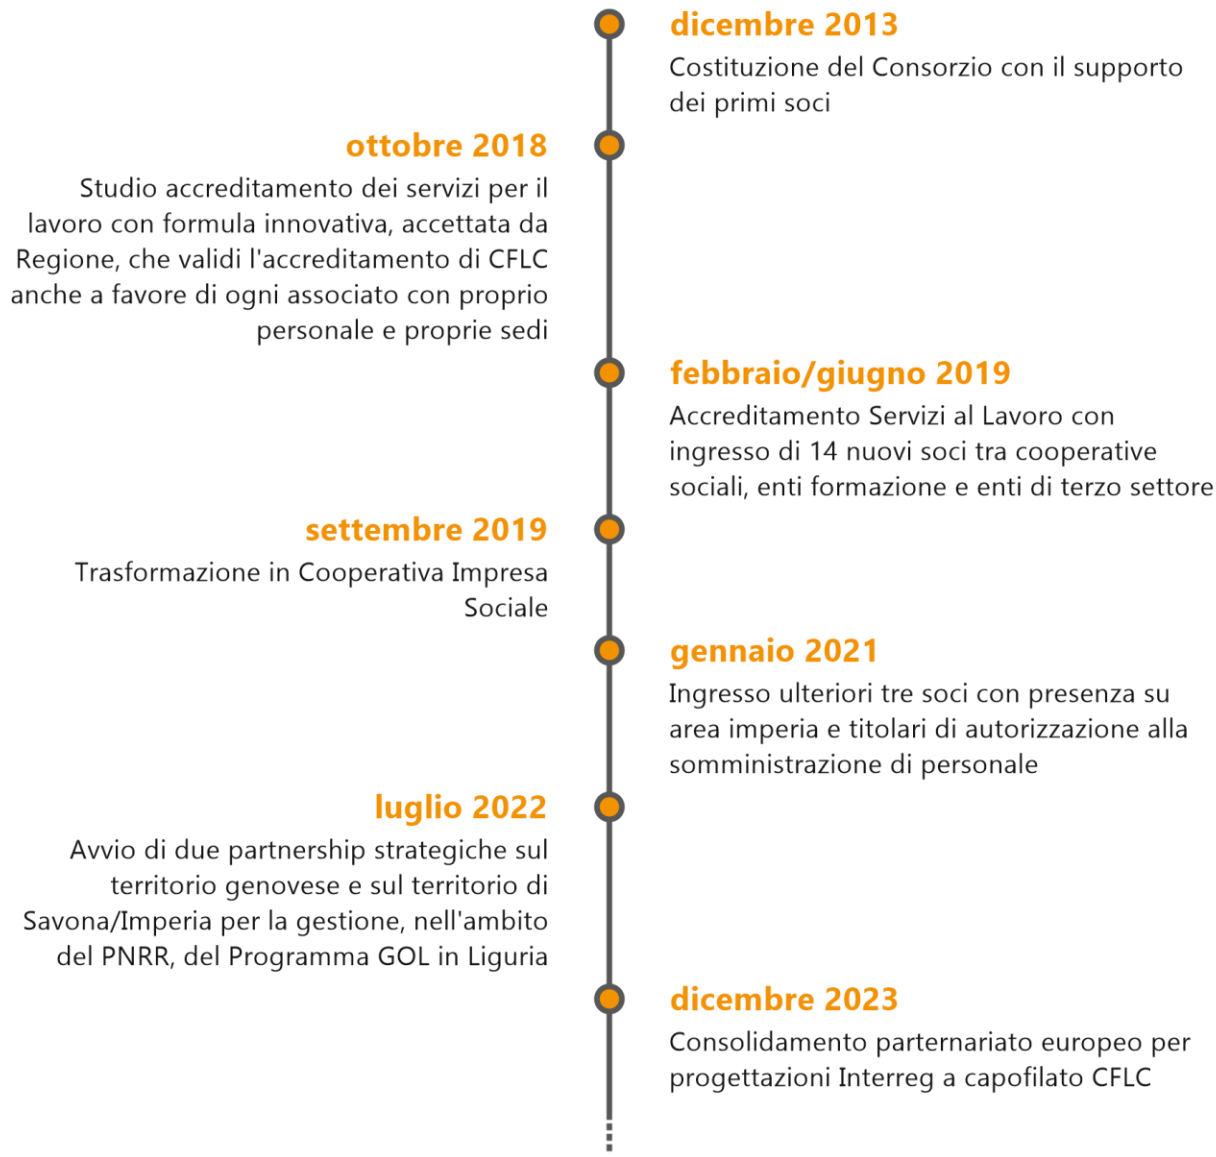 dicembre 2013
Costituzione del Consorzio con il supporto
dei primi soci
ottobre 2018
Studio accreditamento dei servizi per il
lavoro con formula innovativa, accettata da
Regione, che validi l'accreditamento di CFLC
anche a favore di ogni associato con proprio
personale e proprie sedi
febbraio/giugno 2019
Accreditamento Servizi al Lavoro con
ingresso di 14 nuovi soci tra cooperative
sociali, enti formazione e enti di terzo settore
settembre 2019
Trasformazione in Cooperativa Impresa
Sociale
gennaio 2021
Ingresso ulteriori tre soci con presenza su
area imperia e titolari di autorizzazione alla
somministrazione di personale
luglio 2022
Avvio di due partnership strategiche sul
territorio genovese e sul territorio di
Savona/Imperia per la gestione, nell'ambito
del PNRR, del Programma GOL in Liguria
dicembre 2023
Consolidamento parternariato europeo per
progettazioni Interreg a capofilato CFLC